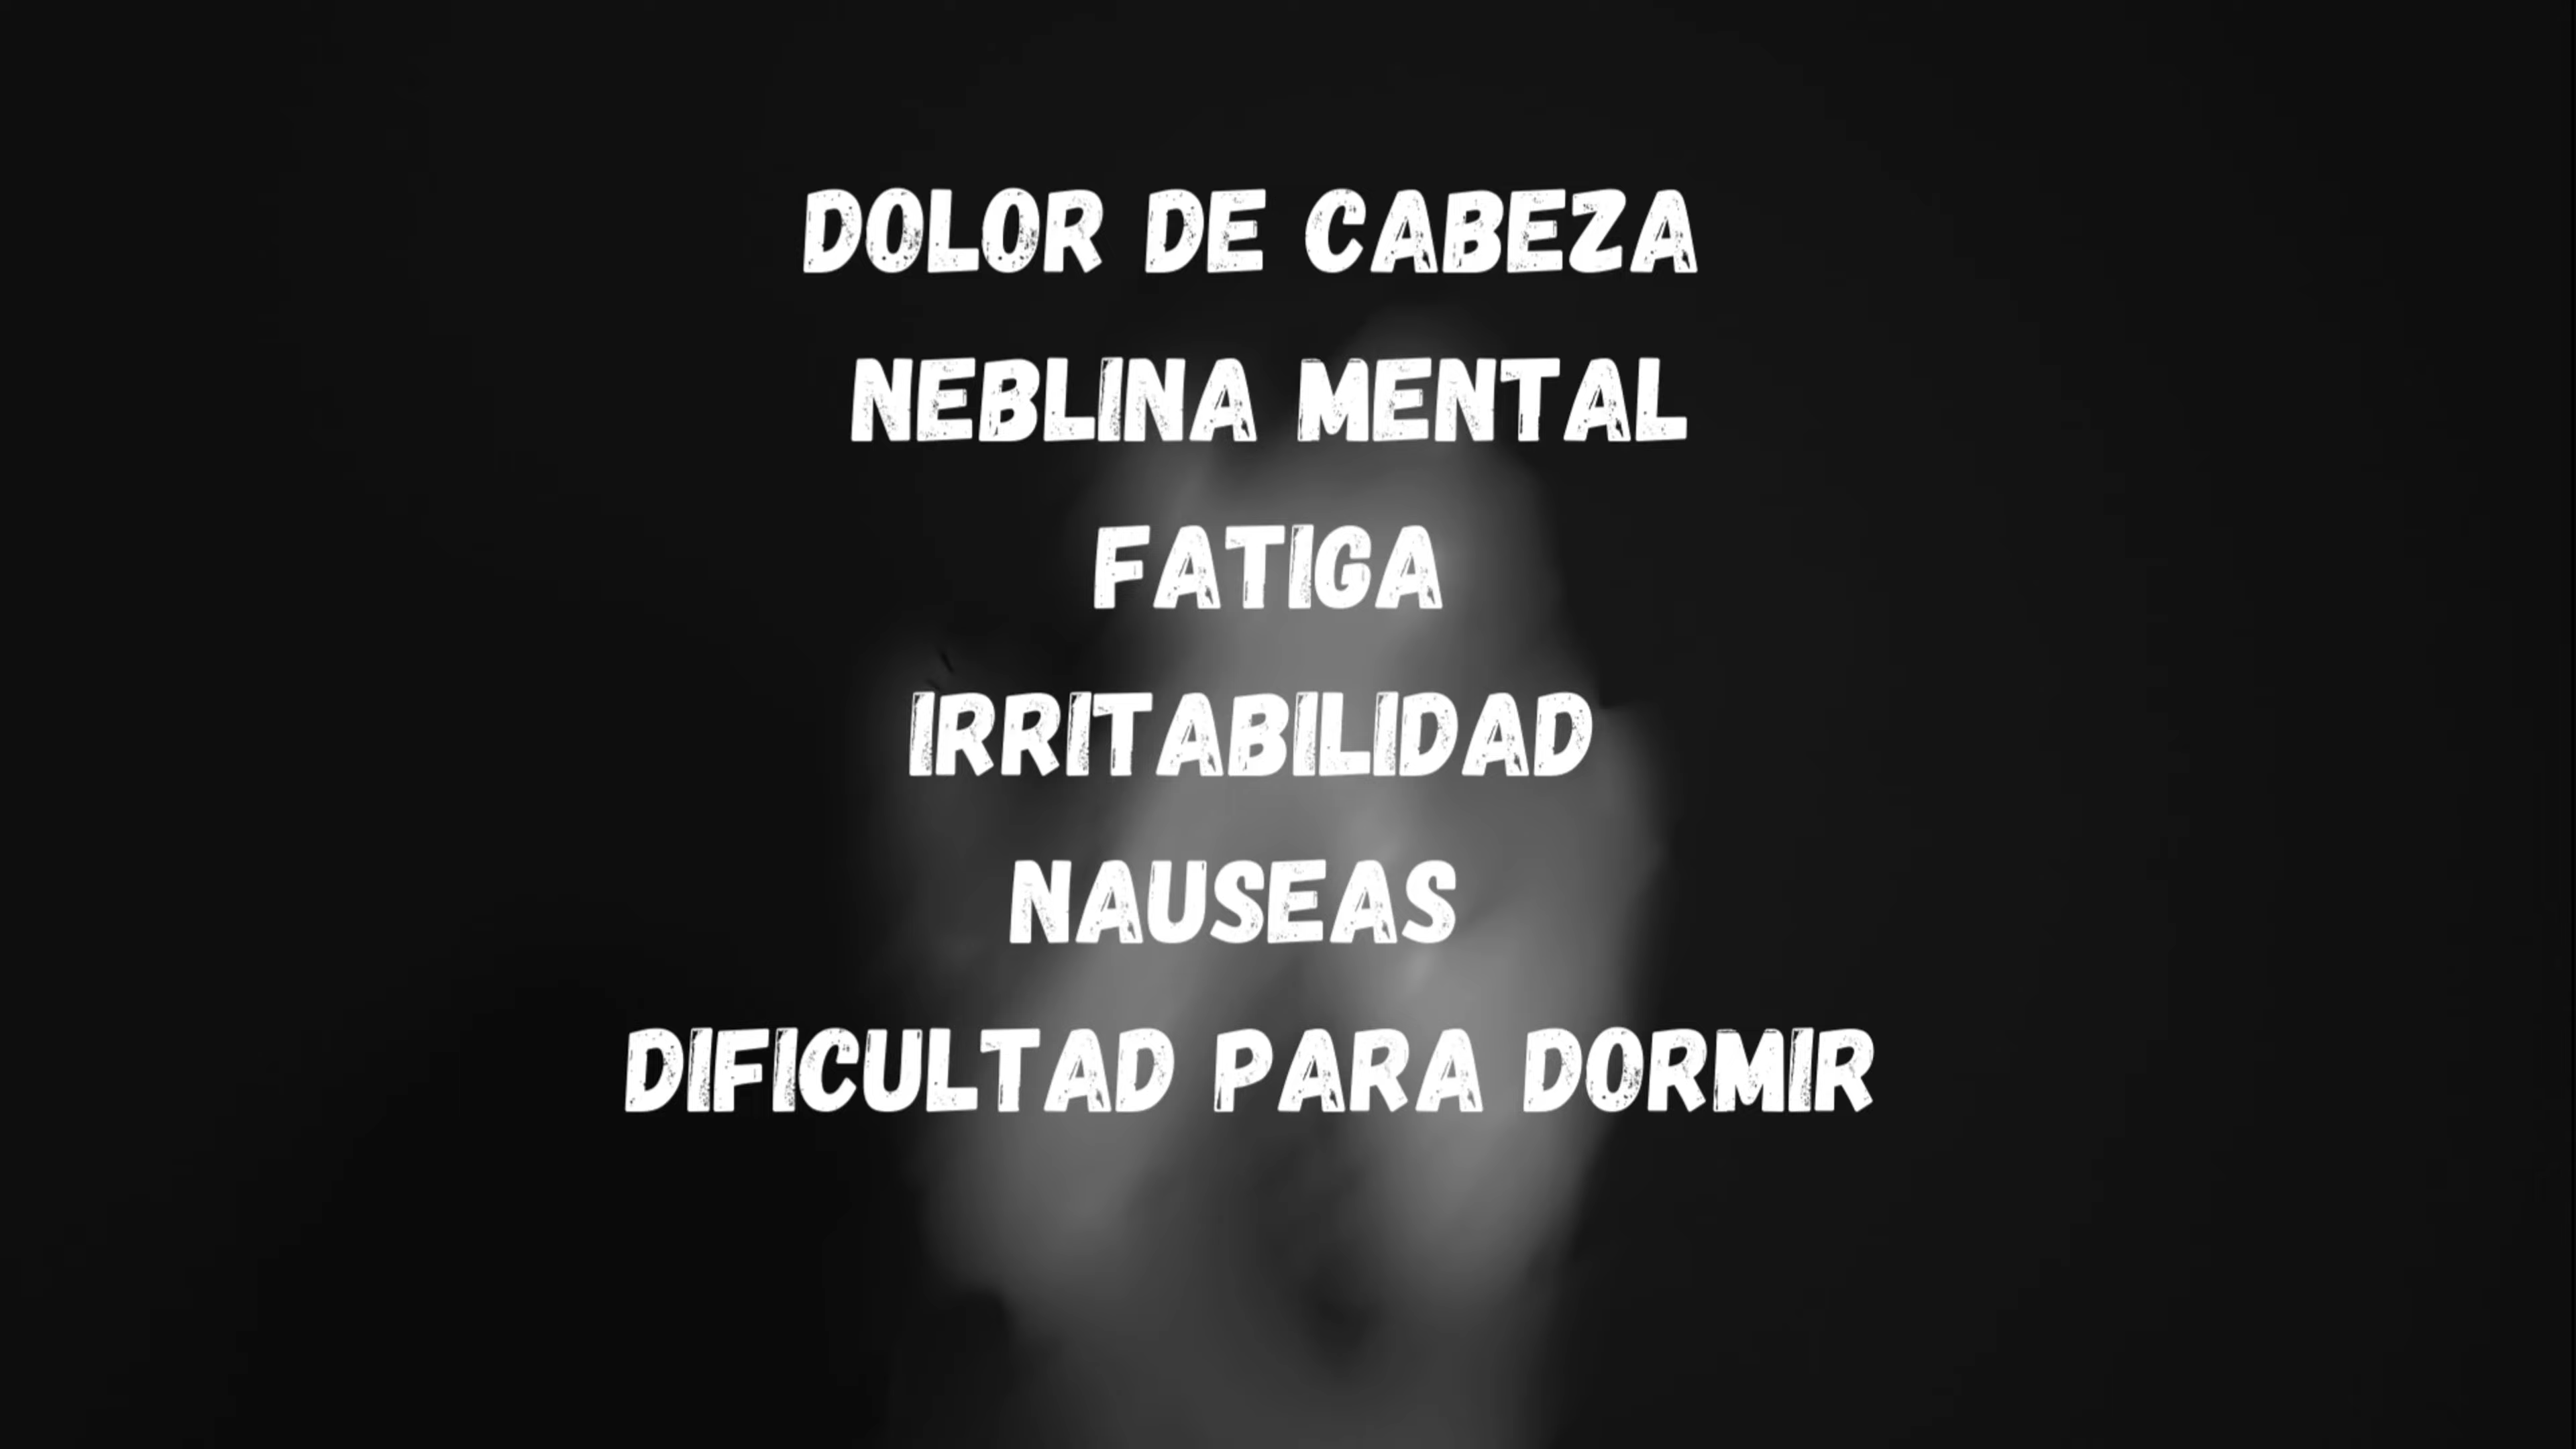 DOLOR DE CABEZA
NEBLINA MENTAL
FATIGA
IRRITABILIDAD
NAUSEAS
DIFICULTAD PARA DORMIR